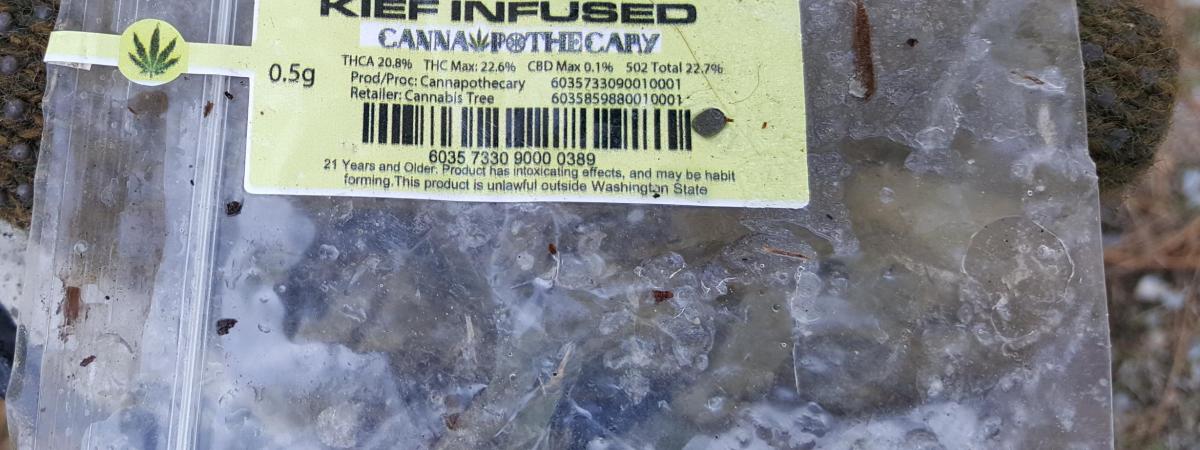 KIEF INFUSED
CANNAPOTHECARY
THCA 20.8% THC Max: 22.6% CBD Max 0.1% 502 Total 22.7%
0.5g
Prod/Proc: Cannapothecary 6035733090010001
Retailer: Cannabis Tree 6035859880010001
6035 7330 9000 0389
21 Years and Older. Product has intoxicating effects, and may be habit
forming.This product is unlawful outside Washington State